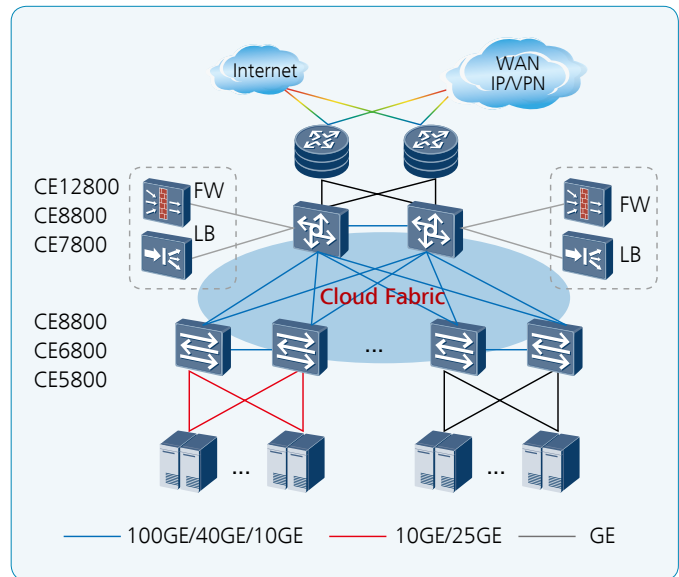 Internet
WAN
IP/VPN
CE12800
CE8800
CE7800
FW
LB
FW
LB
Cloud Fabric
CE8800
CE6800
CE5800
...
...
...
100GE/40GE/10GE
10GE/25GE
GE